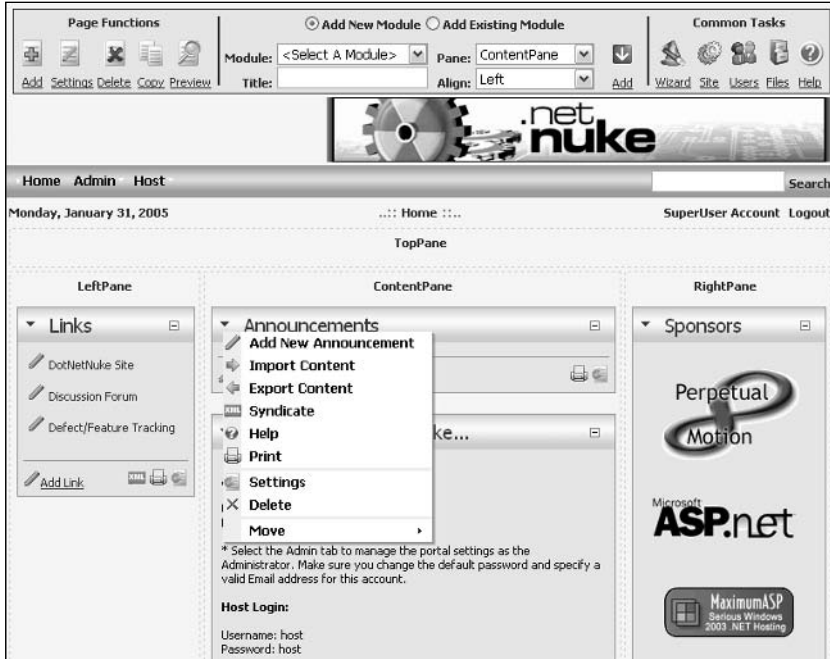 Page Functions
Add New Module Add Existing Module
Common Tasks
Module: <Select A Module> Pane: ContentPane
Title: Align: Left
Add Settings Delete Copy Preview
Add
Wizard Site Users Files Help
.net
nuke
Home Admin Host
Search
Monday, January 31, 2005
..:: Home ::..
SuperUser Account Logout
TopPane
LeftPane
ContentPane
RightPane
Links
DotNetNuke Site
Discussion Forum
Defect/Feature Tracking
Add Link
XML
Announcements
Add New Announcement
Import Content
Export Content
XML Syndicate
Help
Print
Settings
Delete
Move
ke...
* Select the Admin tab to manage the portal settings as the
Administrator. Make sure you change the default password and specify a
valid Email address for this account.
Host Login:
Username: host
Password: host
Sponsors
Perpetual
Motion
Microsoft
ASP.net
MaximumASP
Serious Windows
2003 .NET Hosting